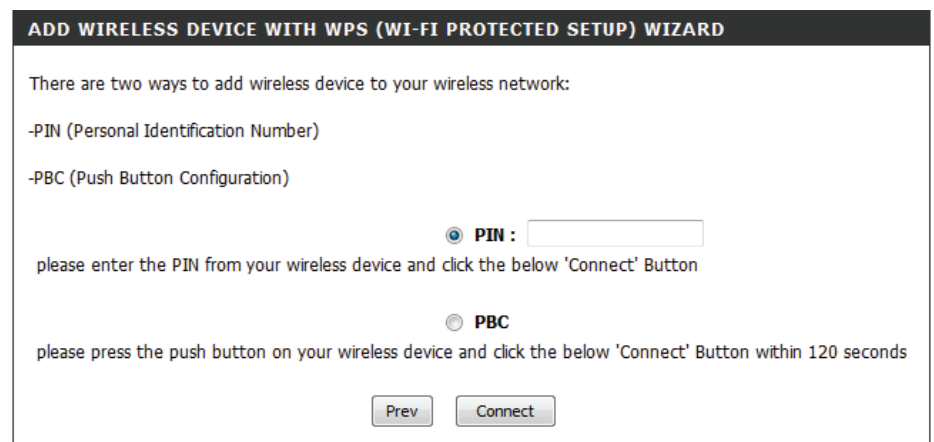 ADD WIRELESS DEVICE WITH WPS (WI-FI PROTECTED SETUP) WIZARD
There are two ways to add wireless device to your wireless network:
-PIN (Personal Identification Number)
-PBC (Push Button Configuration)
PIN :
please enter the PIN from your wireless device and click the below 'Connect' Button
PBC
please press the push button on your wireless device and click the below 'Connect' Button within 120 seconds
Prev Connect